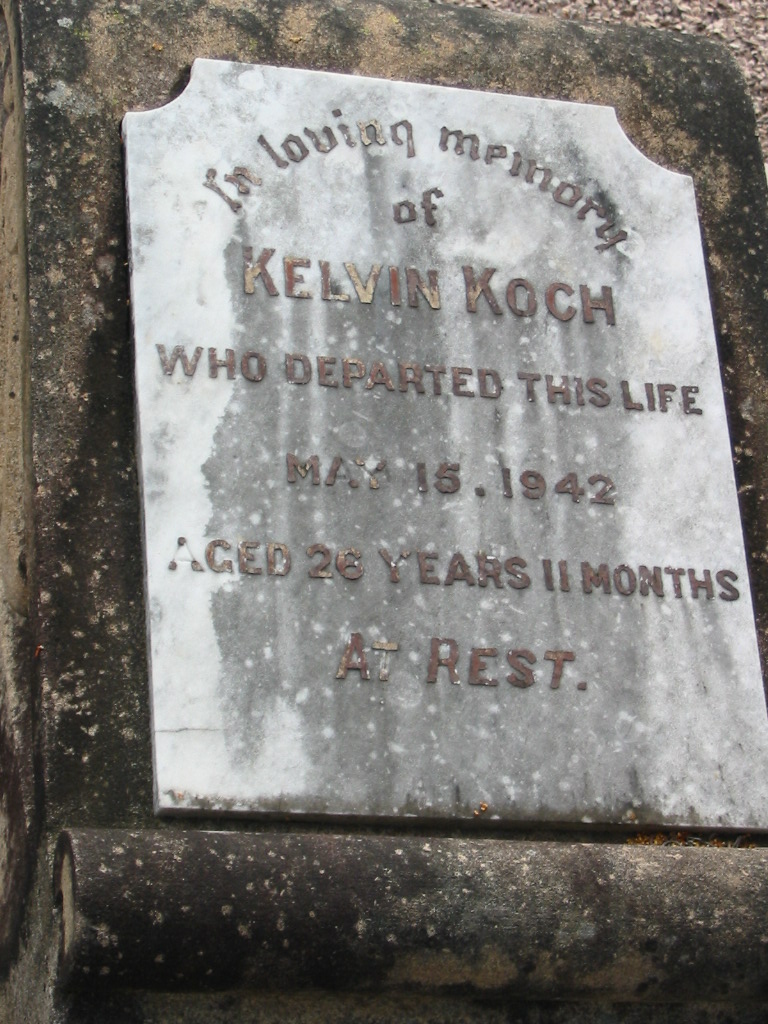 In loving memory
of
KELVIN KOCH
WHO DEPARTED THIS LIFE
MAY 15. 1942
AGED 26 YEARS 11 MONTHS
AT REST.